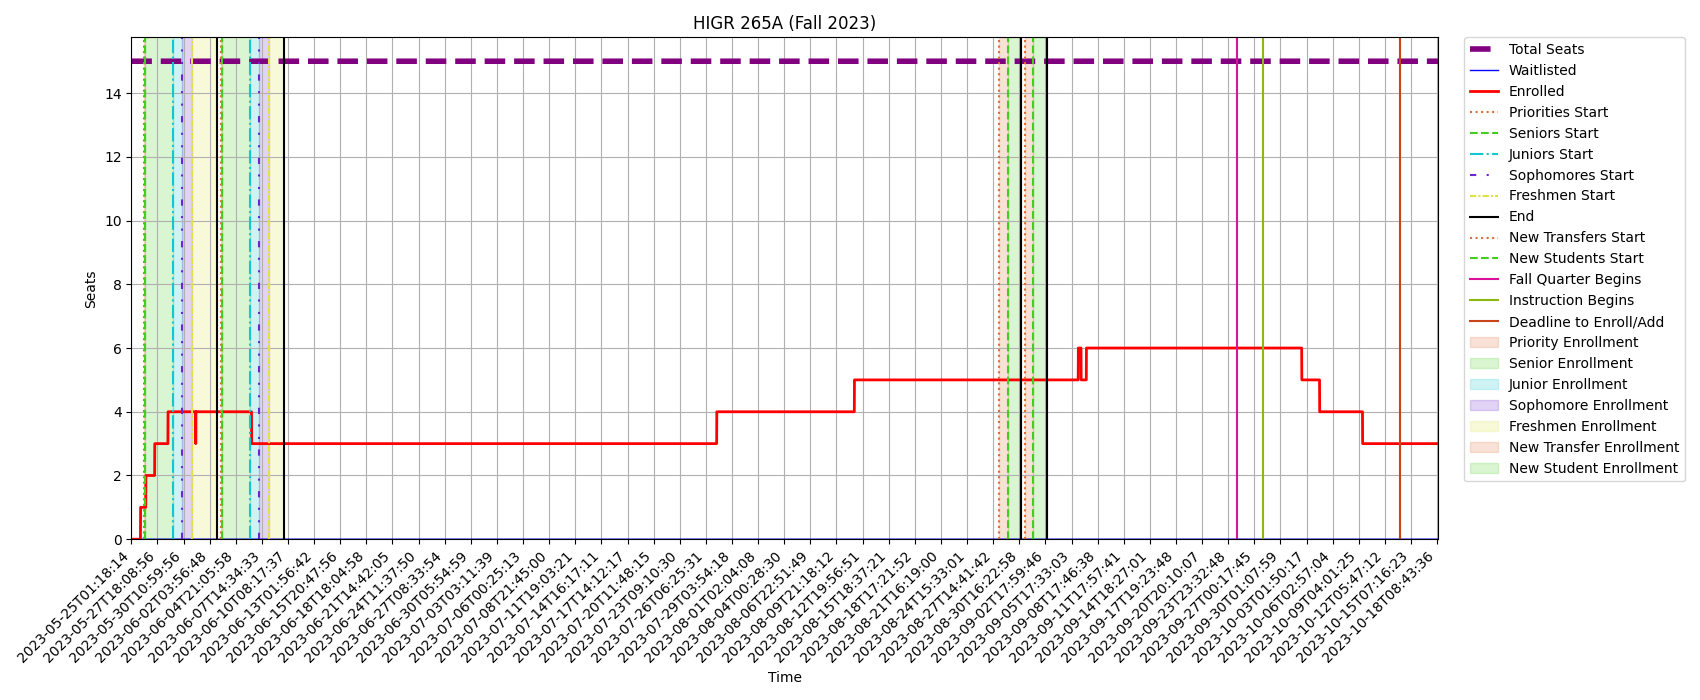 HIGR 265A (Fall 2023)
Seats
14
12
10
8
6
4
2
0
2023-05-25T01:18:14
2023-05-27T18:08:56
2023-05-30T10:59:56
2023-06-02T03:56:48
2023-06-04T21:05:58
2023-06-07T14:34:33
2023-06-10T08:17:37
2023-06-13T01:56:42
2023-06-15T20:47:56
2023-06-18T18:04:58
2023-06-21T14:42:05
2023-06-24T11:37:50
2023-06-27T08:33:54
2023-06-30T05:54:59
2023-07-03T03:11:39
2023-07-06T00:25:13
2023-07-08T21:45:00
2023-07-11T19:03:21
2023-07-14T16:17:11
2023-07-17T14:12:17
2023-07-20T11:48:15
2023-07-23T09:10:30
2023-07-26T06:25:31
2023-07-29T03:54:18
2023-08-01T02:04:08
2023-08-04T00:28:30
2023-08-06T22:51:49
2023-08-09T21:18:12
2023-08-12T19:56:51
2023-08-15T18:37:21
2023-08-18T17:21:52
2023-08-21T16:19:00
2023-08-24T15:33:01
2023-08-27T14:41:42
2023-08-30T16:22:58
2023-09-02T17:59:46
2023-09-05T17:33:03
2023-09-08T17:46:38
2023-09-11T17:57:41
2023-09-14T18:27:01
2023-09-17T19:23:48
2023-09-20T20:10:07
2023-09-23T23:32:48
2023-09-27T00:17:45
2023-09-30T01:07:59
2023-10-03T01:50:17
2023-10-06T02:57:04
2023-10-09T04:01:25
2023-10-12T05:47:12
2023-10-15T07:16:23
2023-10-18T08:43:36
Time
Total Seats
Waitlisted
Enrolled
Priorities Start
Seniors Start
Juniors Start
Sophomores Start
Freshmen Start
End
New Transfers Start
New Students Start
Fall Quarter Begins
Instruction Begins
Deadline to Enroll/Add
Priority Enrollment
Senior Enrollment
Junior Enrollment
Sophomore Enrollment
Freshmen Enrollment
New Transfer Enrollment
New Student Enrollment